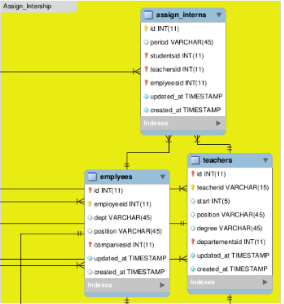 Assign_Intership
assign_interns
id INT(11)
period VARCHAR(45)
studentsid INT(11)
teachersid INT(11)
emplyeesid INT(11)
updated_at TIMESTAMP
created_at TIMESTAMP
Indexes
emplyees
id INT(11)
employeeid INT(11)
dept VARCHAR(45)
position VARCHAR(45)
companiesid INT(11)
updated_at TIMESTAMP
created_at TIMESTAMP
Indexes
teachers
id INT(11)
teacherid VARCHAR(15)
start INT(5)
position VARCHAR(45)
degree VARCHAR(45)
departementsid INT(11)
updated_at TIMESTAMP
created_at TIMESTAMP
Indexes